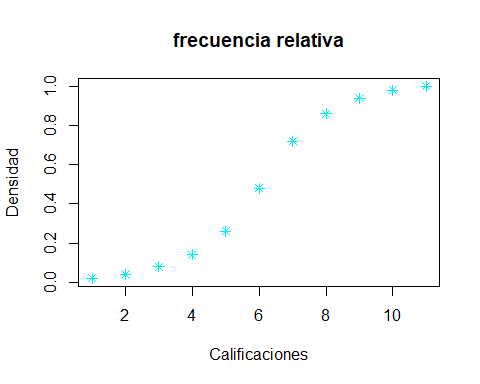 frecuencia relativa
Densidad
0.0 0.2 0.4 0.6 0.8 1.0
2 4 6 8 10
Calificaciones